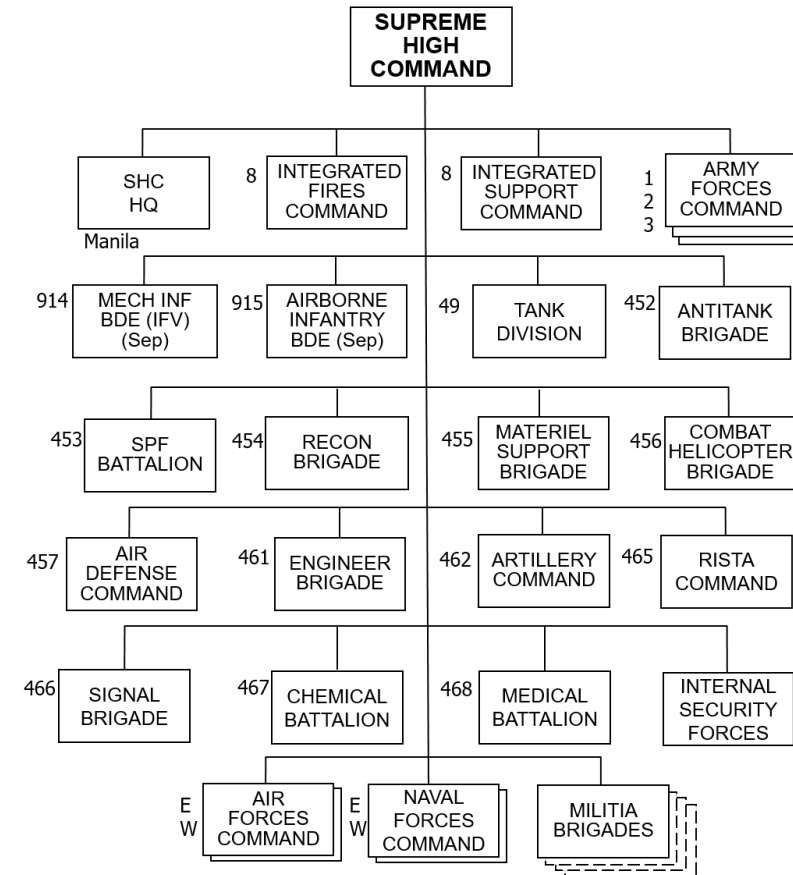 SUPREME
HIGH
COMMAND
SHC
HQ
Manila
8
INTEGRATED
FIRES
COMMAND
8
INTEGRATED
SUPPORT
COMMAND
1
2
3
ARMY
FORCES
COMMAND
914
MECH INF
BDE (IFV)
(Sep)
915
AIRBORNE
INFANTRY
BDE (Sep)
49
TANK
DIVISION
452
ANTITANK
BRIGADE
453
SPF
BATTALION
454
RECON
BRIGADE
455
MATERIEL
SUPPORT
BRIGADE
456
COMBAT
HELICOPTER
BRIGADE
457
AIR
DEFENSE
COMMAND
461
ENGINEER
BRIGADE
462
ARTILLERY
COMMAND
465
RISTA
COMMAND
466
SIGNAL
BRIGADE
467
CHEMICAL
BATTALION
468
MEDICAL
BATTALION
INTERNAL
SECURITY
FORCES
E
W
AIR
FORCES
COMMAND
E
W
NAVAL
FORCES
COMMAND
MILITIA
BRIGADES